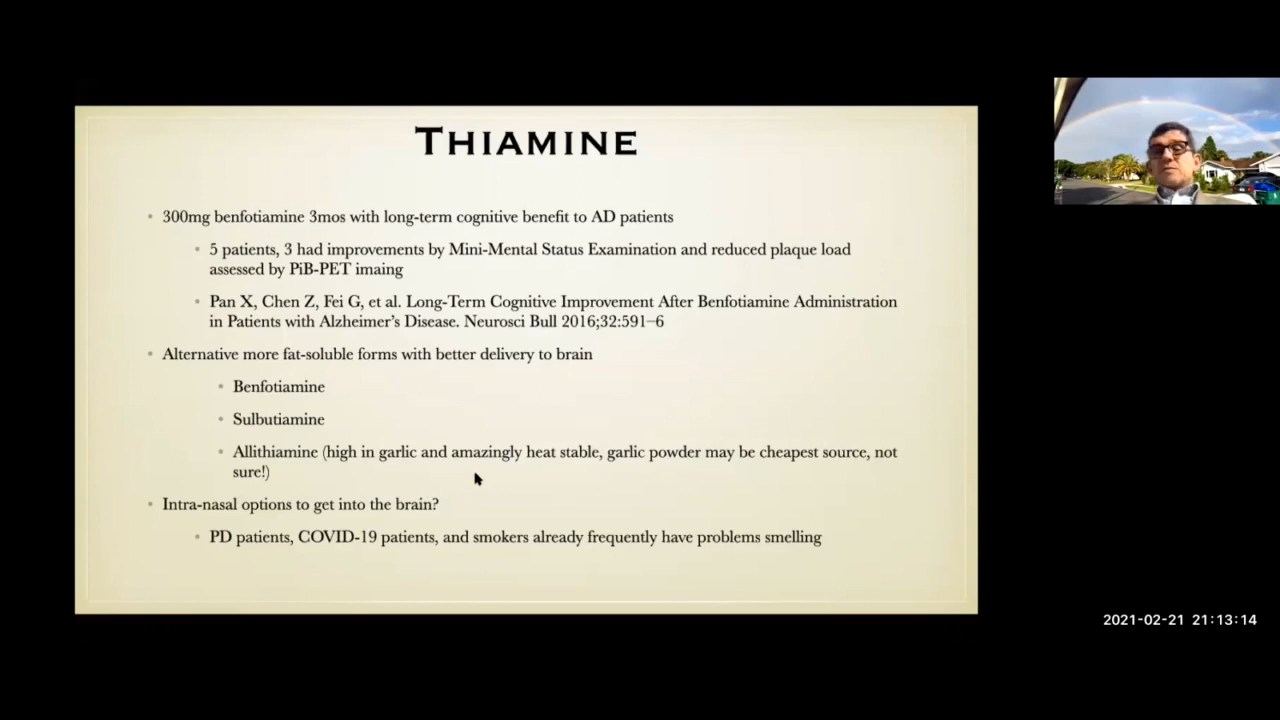 THIAMINE
• 300mg benfotiamine 3mos with long-term cognitive benefit to AD patients
• 5 patients, 3 had improvements by Mini-Mental Status Examination and reduced plaque load
assessed by PiB-PET imaing
• Pan X, Chen Z, Fei G, et al. Long-Term Cognitive Improvement After Benfotiamine Administration
in Patients with Alzheimer’s Disease. Neurosci Bull 2016;32:591–6
• Alternative more fat-soluble forms with better delivery to brain
• Benfotiamine
• Sulbutiamine
• Allithiamine (high in garlic and amazingly heat stable, garlic powder may be cheapest source, not
sure!)
• Intra-nasal options to get into the brain?
• PD patients, COVID-19 patients, and smokers already frequently have problems smelling
2021-02-21 21:13:14